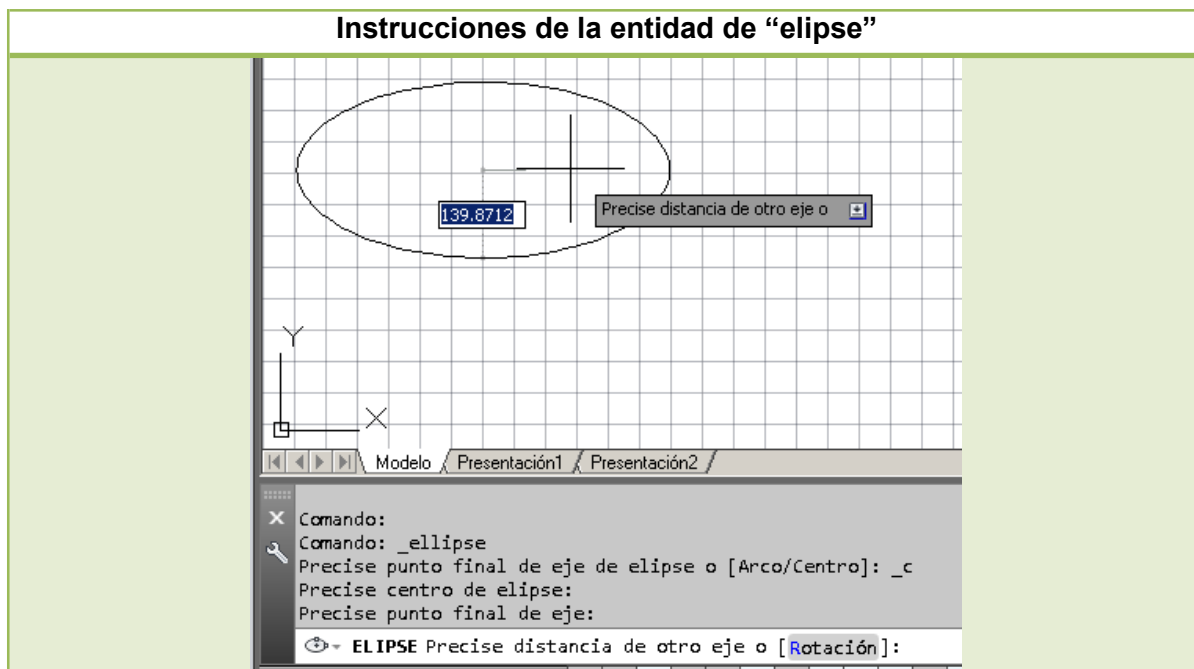 Instrucciones de la entidad de “elipse”
139.8712
Precise distancia de otro eje o
Y
X
Modelo Presentación1 Presentación2
Comando:
Comando: _ellipse
Precise punto final de eje de elipse o [Arco/Centro]: _c
Precise centro de elipse:
Precise punto final de eje:
ELIPSE Precise distancia de otro eje o [Rotación]: